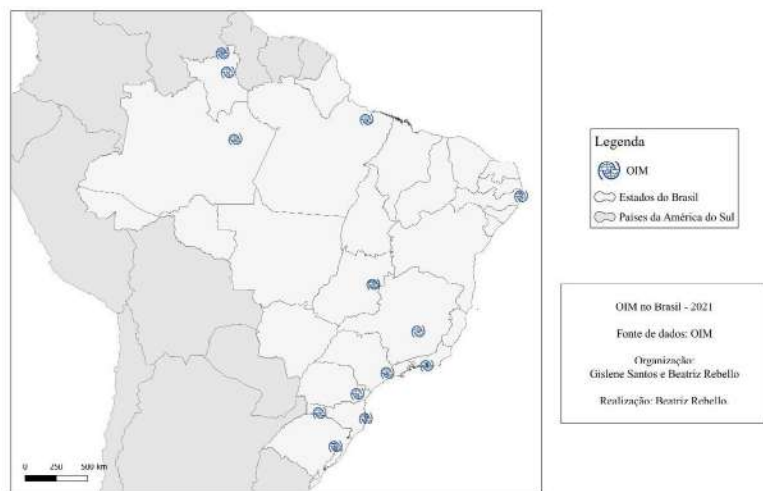 Legenda
OIM
Estados do Brasil
Países da América do Sul
OIM no Brasil - 2021
Fonte de dados: OIM
Organização:
Gislene Santos e Beatriz Rebello
Realização: Beatriz Rebello
0 250 500 km